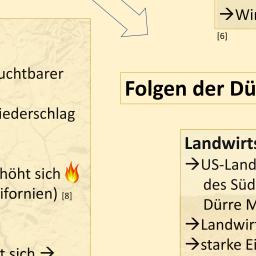 →Wi
[6]
uchtbarer
iederschlag
höht sich 🔥
ifornien) [8]
t sich →
Folgen der Dü
Landwirts
→US-Land
des Süd
Dürre M
→Landwir
→starke Ei